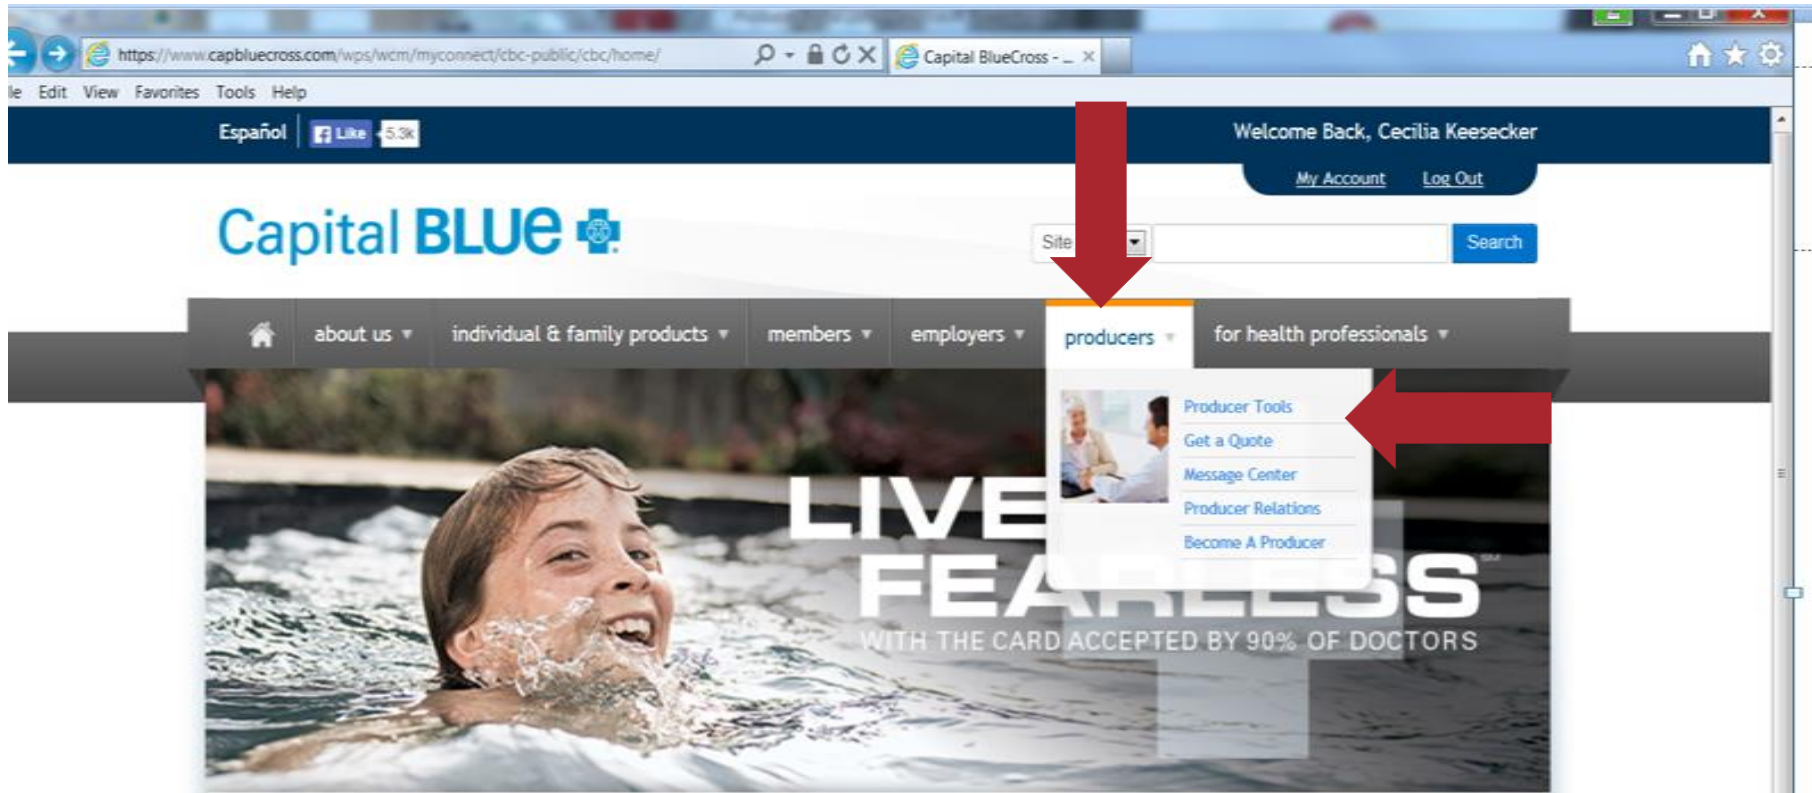 https://www.capbluecross.com/wps/wcm/myconnect/cbc-public/cbc/home/
Capital BlueCross - ...
le Edit View Favorites Tools Help
Español
Like 5.3k
Welcome Back, Cecilia Keesecker
My Account Log Out
Capital BLUE
Site
Search
about us
individual & family products
members
employers
producers
for health professionals
Producer Tools
Get a Quote
Message Center
Producer Relations
Become A Producer
LIVE
FEARLESS
SM
WITH THE CARD ACCEPTED BY 90% OF DOCTORS